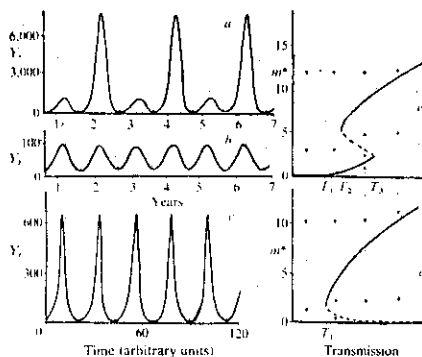 6,000
Y
3,000
0
a
1 2 3 4 5 6 7
100
Y
0
b
1 2 3 4 5 6 7
Years
600
Y
300
0
c
0 60 120
Time (arbitrary units)
15
m*
10
5
0
T₂ T₃
10
m*
5
0
T₁
Transmission